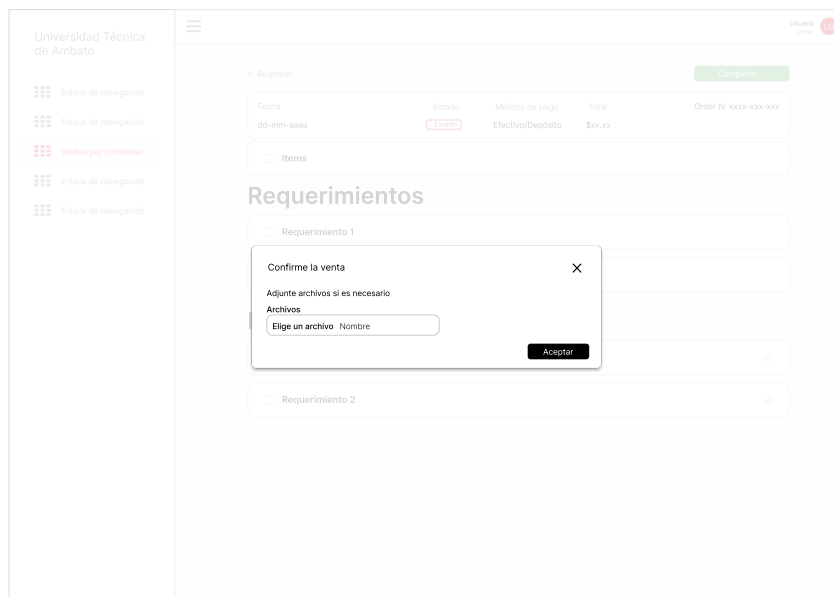 Universidad Técnica
de Ambato
Enlace de navegación
Enlace de navegación
Ventas por completar
Enlace de navegación
Enlace de navegación
Usuario
← Regresar
Completar
Fecha Estado Método de pago Total Order N: xxxx-xxx-xxx
dd-mm-aaaa Estado Efectivo/Depósito $xx.xx
Items
Requerimientos
Requerimiento 1
Confirme la venta
Adjunte archivos si es necesario
Archivos
Elige un archivo Nombre
Aceptar
Requerimiento 2